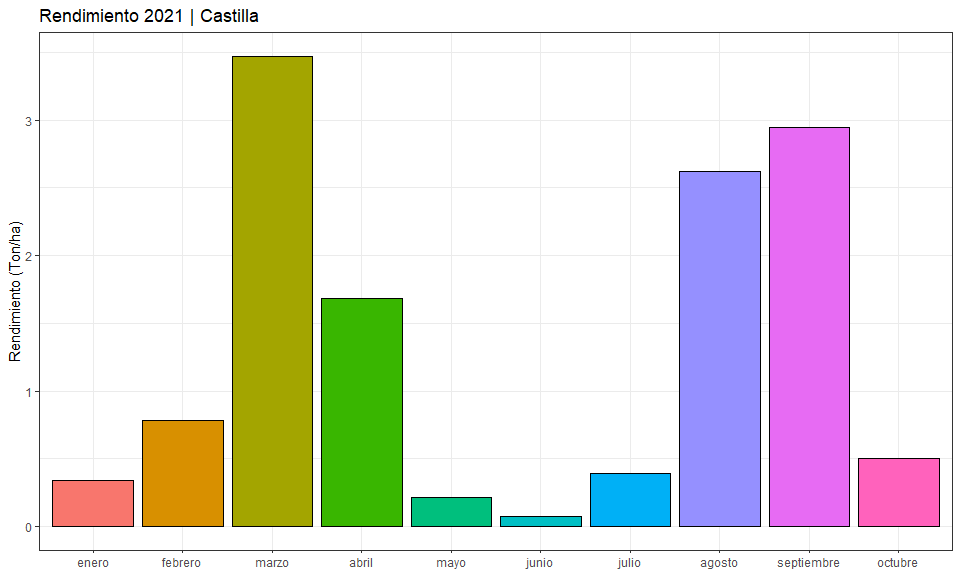 Rendimiento 2021 | Castilla
Rendimiento (Ton/ha)
3
2
1
0
enero febrero marzo abril mayo junio julio agosto septiembre octubre